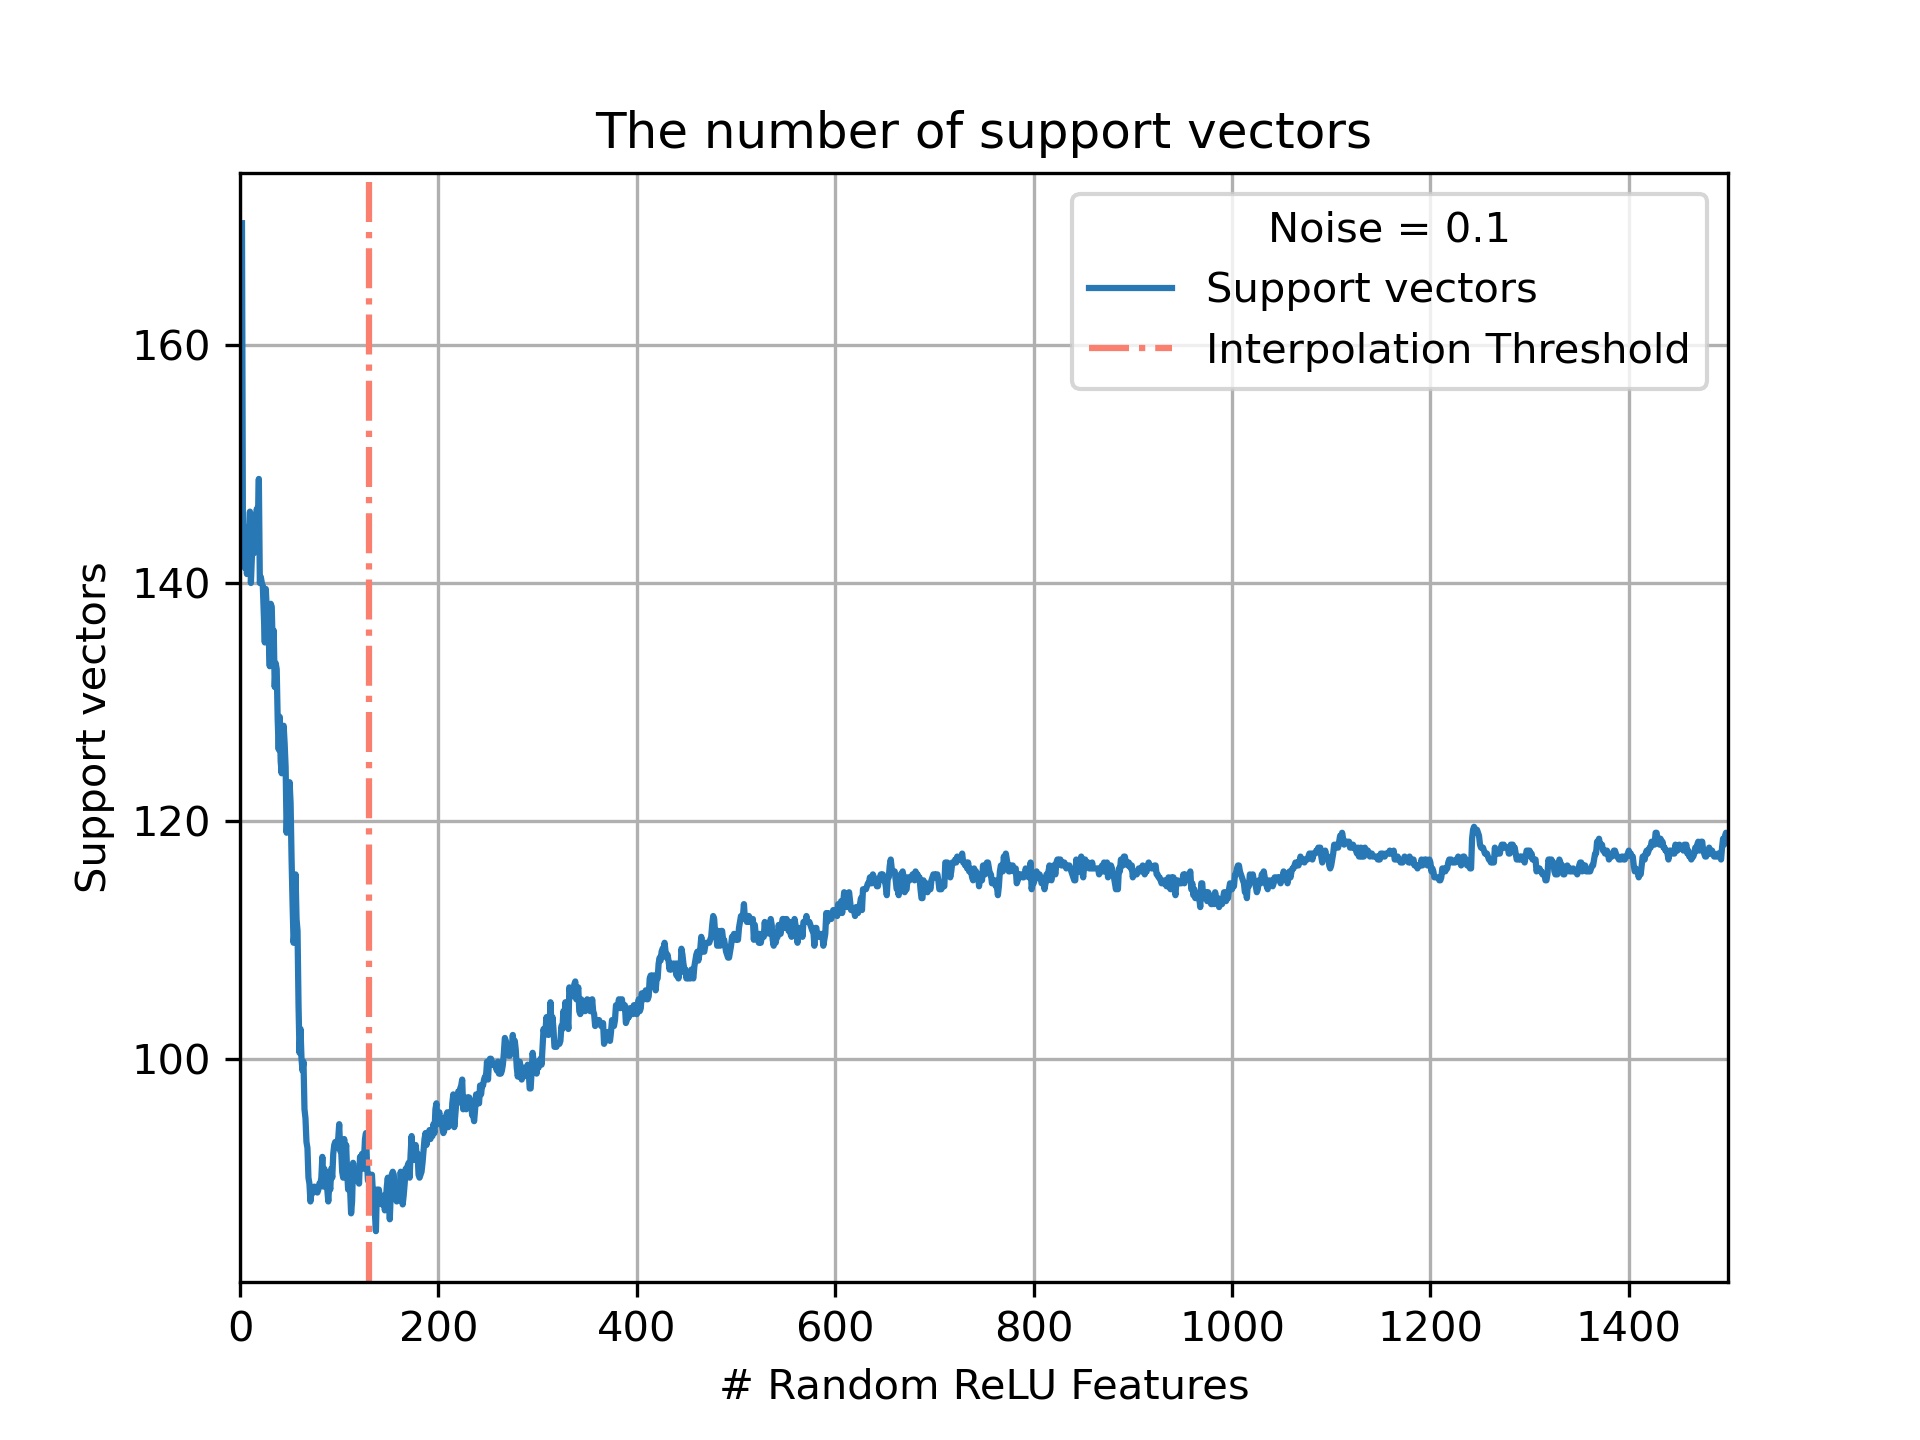 The number of support vectors
Noise = 0.1
Support vectors
Interpolation Threshold
160
140
120
100
Support vectors
0 200 400 600 800 1000 1200 1400
# Random ReLU Features